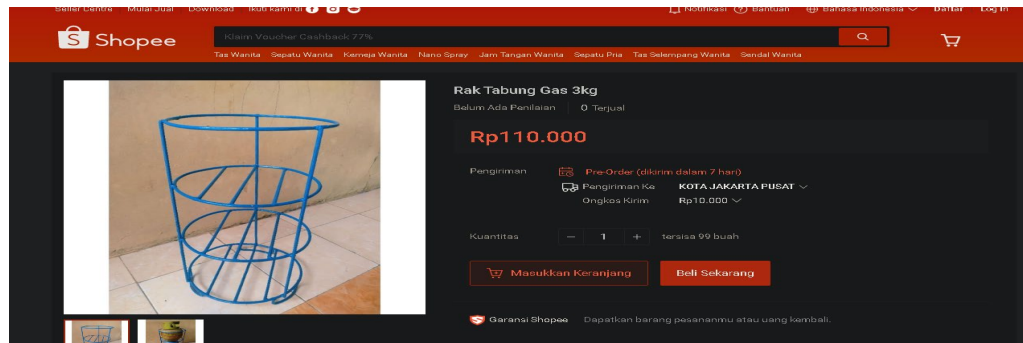 Seller Centre Mulai Jual Download Ikuti kami di Notifikasi Bantuan Bahasa Indonesia Daftar Log In
Shopee
Klaim Voucher Cashback 77%
Tas Wanita Sepatu Wanita Kemeja Wanita Nano Spray Jam Tangan Wanita Sepatu Pria Tas Selempang Wanita Sendal Wanita
Rak Tabung Gas 3kg
Belum Ada Penilaian 0 Terjual
Rp110.000
Pengiriman Pre-Order (dikirim dalam 7 hari)
Pengiriman Ke KOTA JAKARTA PUSAT
Ongkos Kirim Rp10.000
Kuantitas - 1 + tersisa 99 buah
Masukkan Keranjang Beli Sekarang
Garansi Shopee Dapatkan barang pesananmu atau uang kembali.